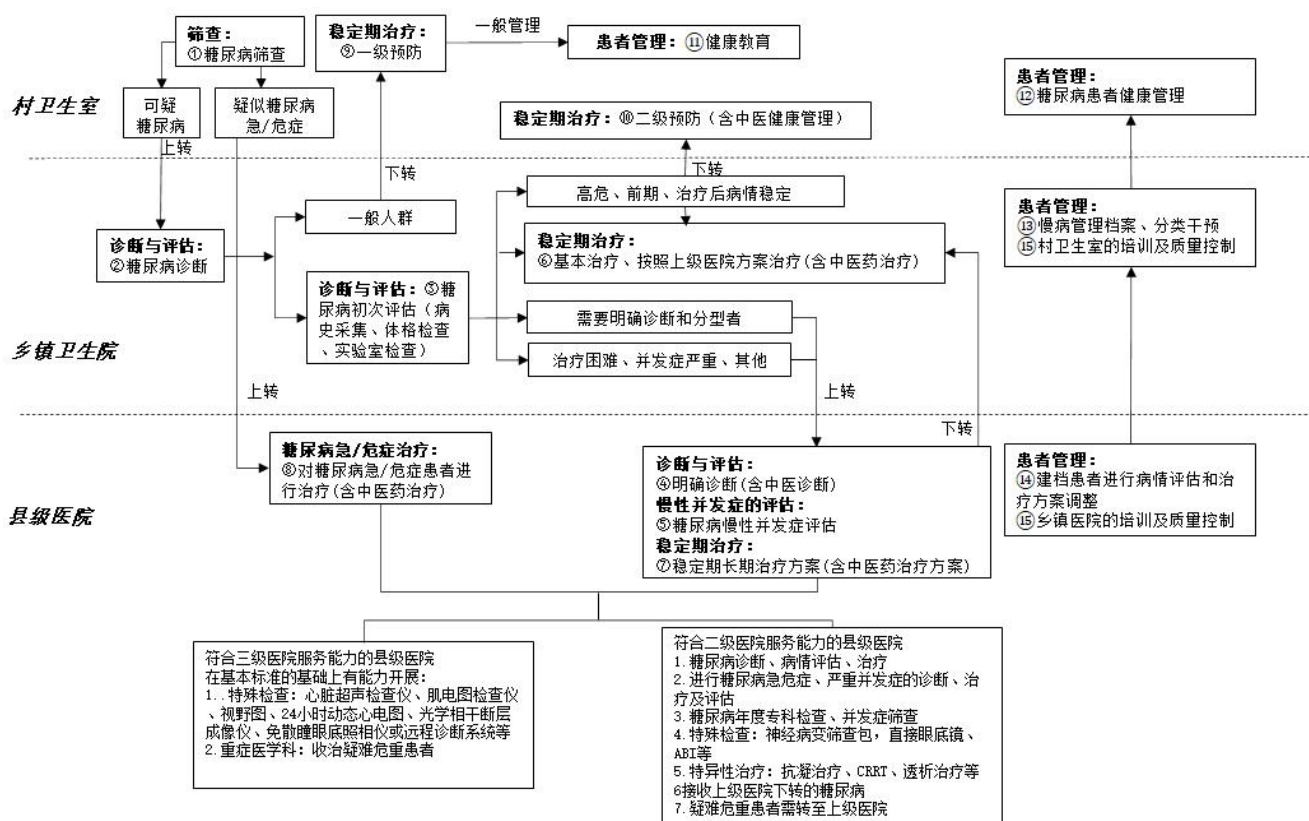 筛查：
①糖尿病筛查
稳定期治疗：
⑨一级预防
一般管理
患者管理：⑪健康教育
村卫生室
可疑
糖尿病
疑似糖尿病
急/危症
稳定期治疗：⑩二级预防(含中医健康管理)
患者管理：
⑫糖尿病患者健康管理
上转
下转
下转
乡镇卫生院
诊断与评估：
②糖尿病诊断
一般人群
诊断与评估：③糖
尿病初次评估（病
史采集、体格检查
、实验室检查）
高危、前期、治疗后病情稳定
稳定期治疗：
⑥基本治疗、按照上级医院方案治疗(含中医药治疗)
需要明确诊断和分型者
治疗困难、并发症严重、其他
患者管理：
⑬慢病管理档案、分类干预
⑮村卫生室的培训及质量控制
上转
上转
下转
县级医院
糖尿病急/危症治疗：
⑧对糖尿病急/危症患者进
行治疗(含中医药治疗)
诊断与评估：
④明确诊断(含中医诊断)
慢性并发症的评估：
⑤糖尿病慢性并发症评估
稳定期治疗：
⑦稳定期长期治疗方案(含中医药治疗方案)
患者管理：
⑭建档患者进行病情评估和治
疗方案调整
⑮乡镇医院的培训及质量控制
符合三级医院服务能力的县级医院
在基本标准的基础上有能力开展：
1..特殊检查：心脏超声检查仪、肌电图检查仪
、视野图、24小时动态心电图、光学相干断层
成像仪、免散瞳眼底照相仪或远程诊断系统等
2.重症医学科：收治疑难危重患者
符合二级医院服务能力的县级医院
1.糖尿病诊断、病情评估、治疗
2.进行糖尿病急危症、严重并发症的诊断、治
疗及评估
3.糖尿病年度专科检查、并发症筛查
4.特殊检查：神经病变筛查包，直接眼底镜、
ABI等
5.特异性治疗：抗凝治疗、CRRT、透析治疗等
6接收上级医院下转的糖尿病
7.疑难危重患者需转至上级医院